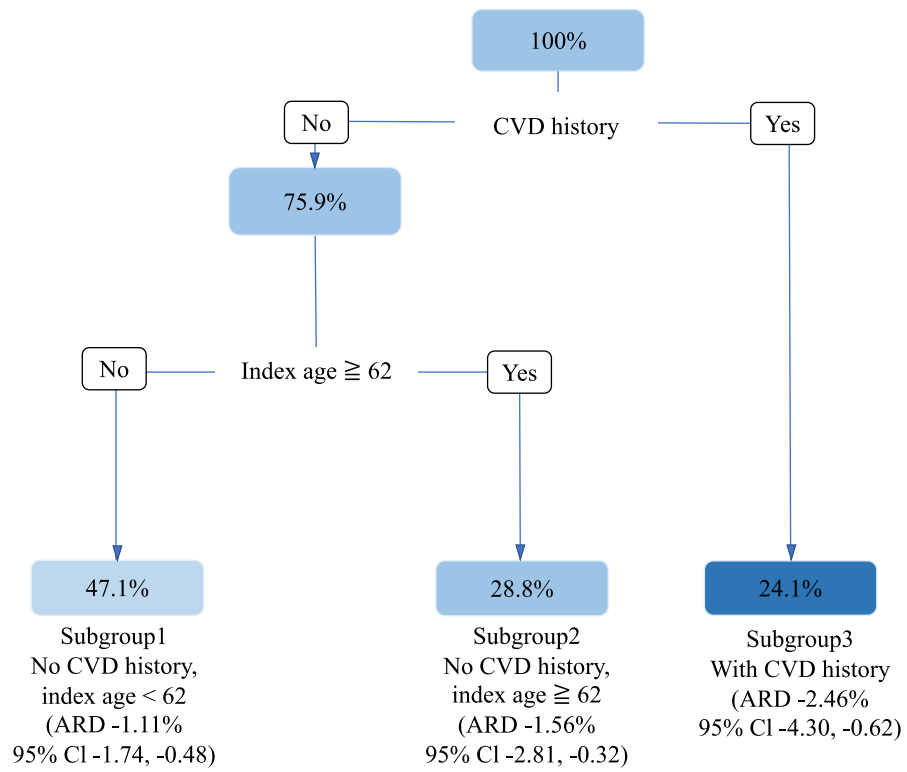 100%
No
CVD history
Yes
75.9%
No
Index age ≧ 62
Yes
47.1%
28.8%
24.1%
Subgroup1
No CVD history,
index age < 62
(ARD -1.11%
95% Cl -1.74, -0.48)
Subgroup2
No CVD history,
index age ≧ 62
(ARD -1.56%
95% Cl -2.81, -0.32)
Subgroup3
With CVD history
(ARD -2.46%
95% Cl -4.30, -0.62)